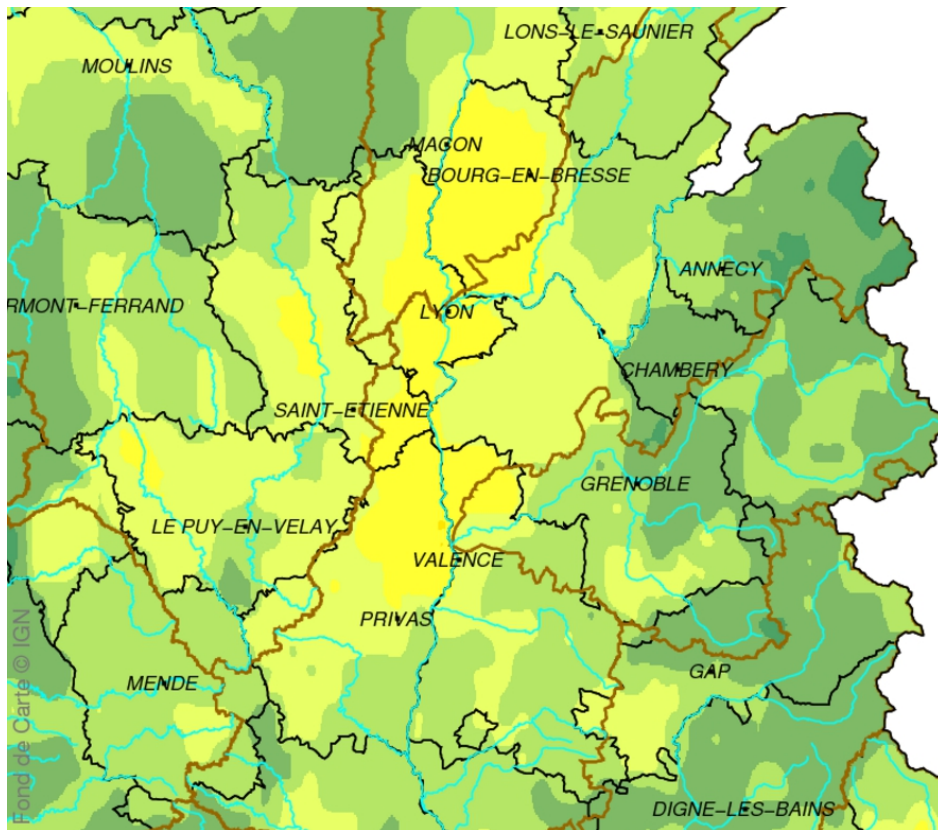 LONS-LE-SAUNIER
MOULINS
MACON
BOURG-EN-BRESSE
ANNECY
RMONT-FERRAND
LYON
CHAMBERY
SAINT-ETIENNE
GRENOBLE
LE PUY-EN-VELAY
VALENCE
PRIVAS
GAP
MENDE
DIGNE-LES-BAINS
Fond de Carte © IGN